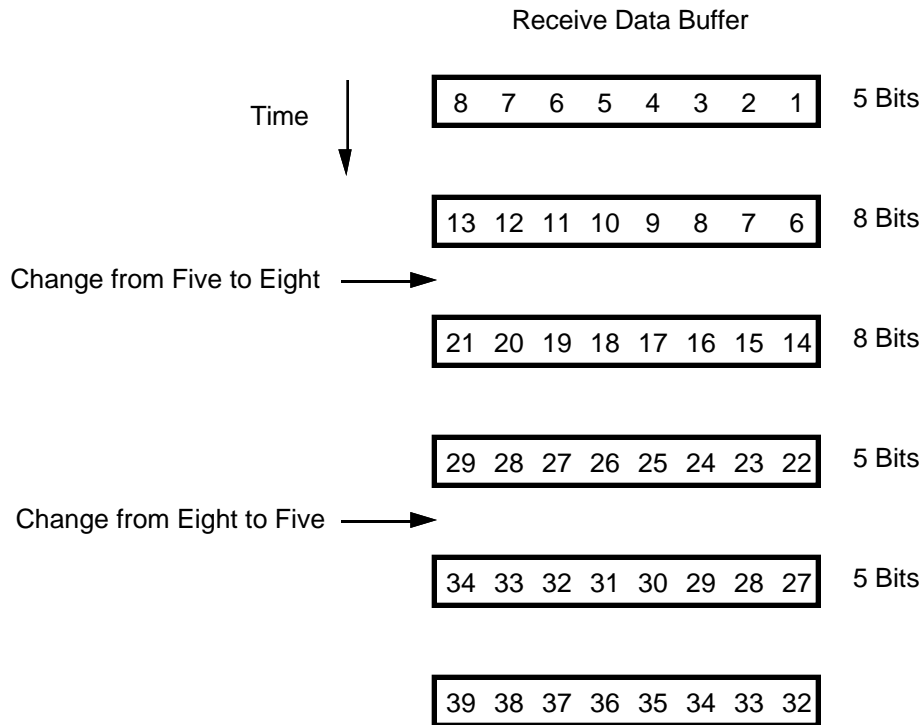 Receive Data Buffer
Time
8 7 6 5 4 3 2 1
5 Bits
13 12 11 10 9 8 7 6
8 Bits
Change from Five to Eight
21 20 19 18 17 16 15 14
8 Bits
29 28 27 26 25 24 23 22
5 Bits
Change from Eight to Five
34 33 32 31 30 29 28 27
5 Bits
39 38 37 36 35 34 33 32